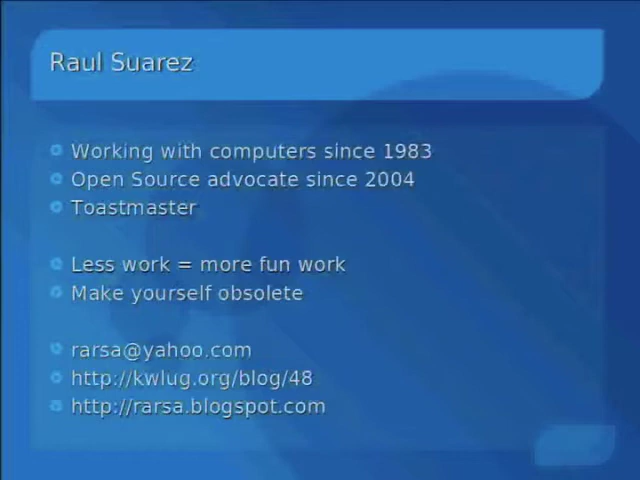 Raul Suarez
Working with computers since 1983
Open Source advocate since 2004
Toastmaster
Less work = more fun work
Make yourself obsolete
rarsa@yahoo.com
http://kwlug.org/blog/48
http://rarsa.blogspot.com